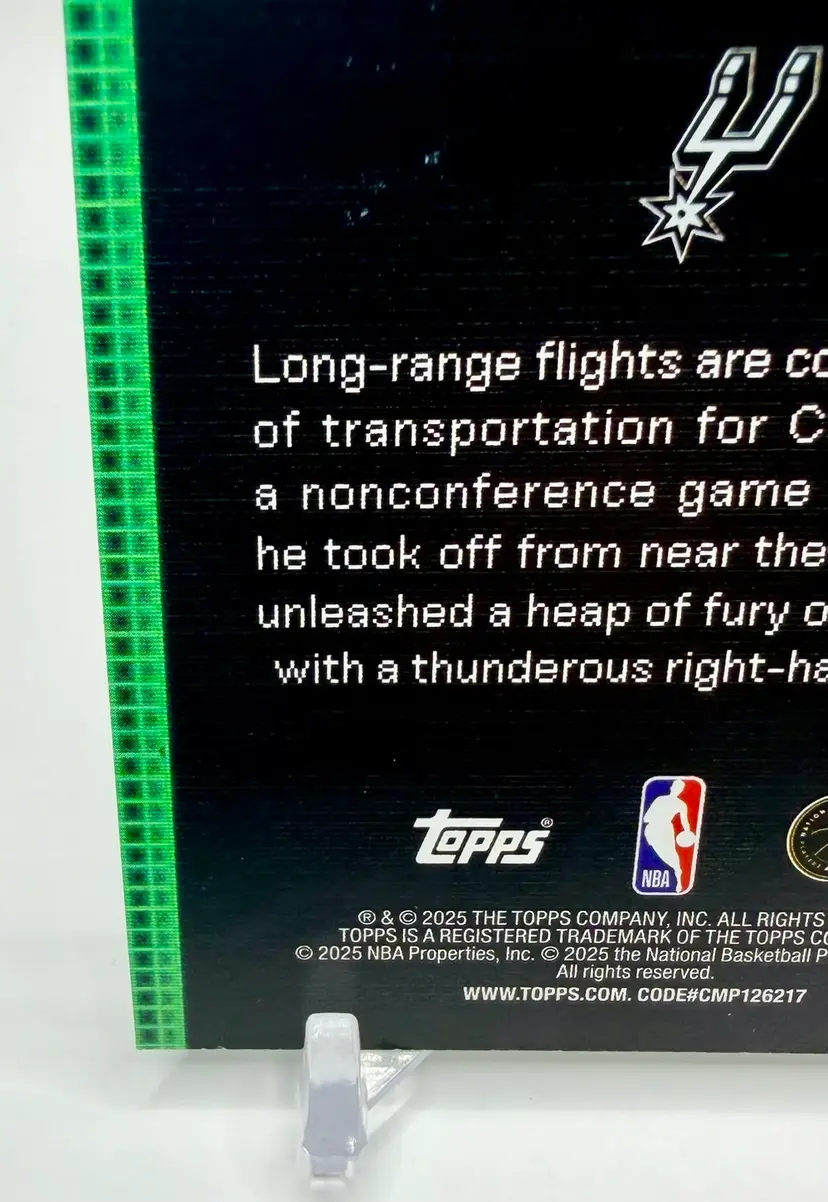 Long-range flights are co
of transportation for C
a nonconference game
he took off from near the
unleashed a heap of fury o
with a thunderous right-ha
topps®
NBA
® & © 2025 THE TOPPS COMPANY, INC. ALL RIGHTS
TOPPS IS A REGISTERED TRADEMARK OF THE TOPPS CO
© 2025 NBA Properties, Inc. © 2025 the National Basketball P
All rights reserved.
WWW.TOPPS.COM. CODE#CMP126217